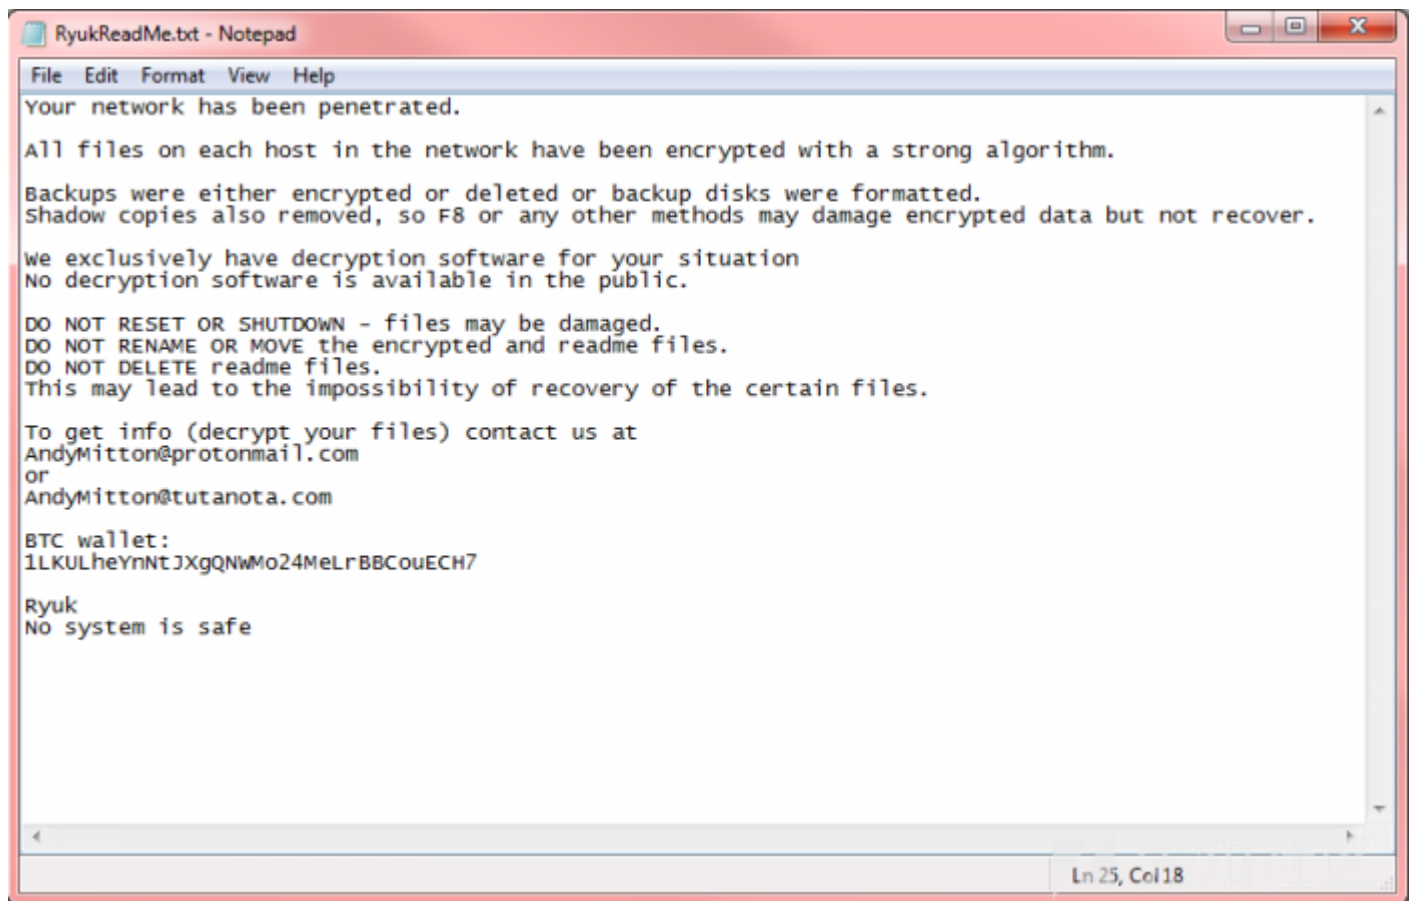 RyukReadMe.txt - Notepad
File Edit Format View Help
Your network has been penetrated.
All files on each host in the network have been encrypted with a strong algorithm.
Backups were either encrypted or deleted or backup disks were formatted.
Shadow copies also removed, so F8 or any other methods may damage encrypted data but not recover.
We exclusively have decryption software for your situation
No decryption software is available in the public.
DO NOT RESET OR SHUTDOWN - files may be damaged.
DO NOT RENAME OR MOVE the encrypted and readme files.
DO NOT DELETE readme files.
This may lead to the impossibility of recovery of the certain files.
To get info (decrypt your files) contact us at
AndyMitton@protonmail.com
or
AndyMitton@tutanota.com
BTC wallet:
1LKULheYnNtJXgQNWMo24MeLrBBCouECH7
Ryuk
No system is safe
Ln 25, Col 18